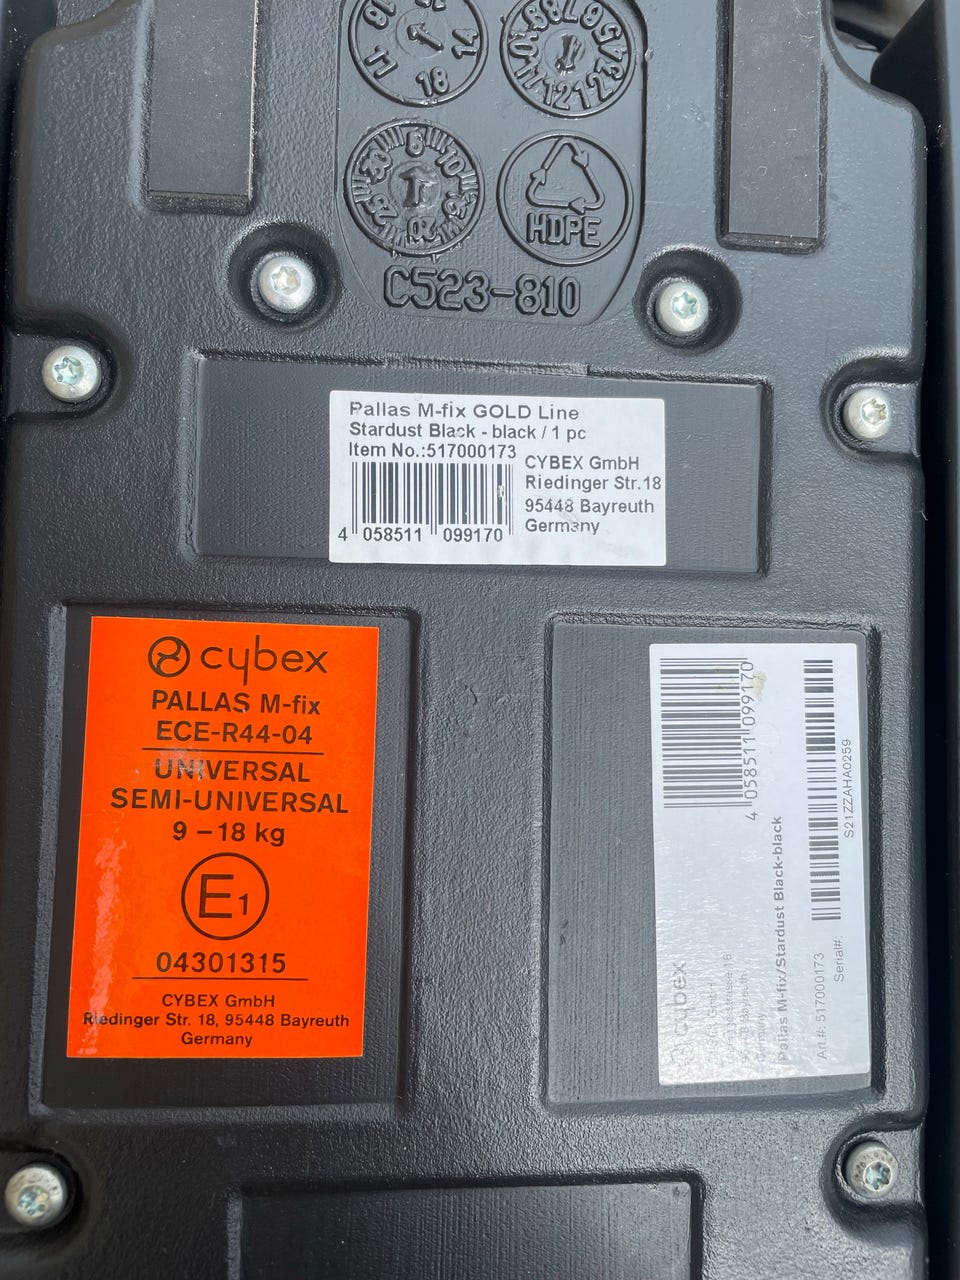 HDPE
C523-810
Pallas M-fix GOLD Line
Stardust Black - black / 1 pc
Item No.:517000173
CYBEX GmbH
Riedinger Str.18
95448 Bayreuth
Germany
4 058511 099170
cybex
PALLAS M-fix
ECE-R44-04
UNIVERSAL
SEMI-UNIVERSAL
9 – 18 kg
E1
04301315
CYBEX GmbH
Riedinger Str. 18, 95448 Bayreuth
Germany
4 058511 099170
cybex
GmbH
Bayreuth
Germany
Pallas M-fix/Stardust Black-black
Art.#: 517000173
Serial#:
S21ZZAHA0259